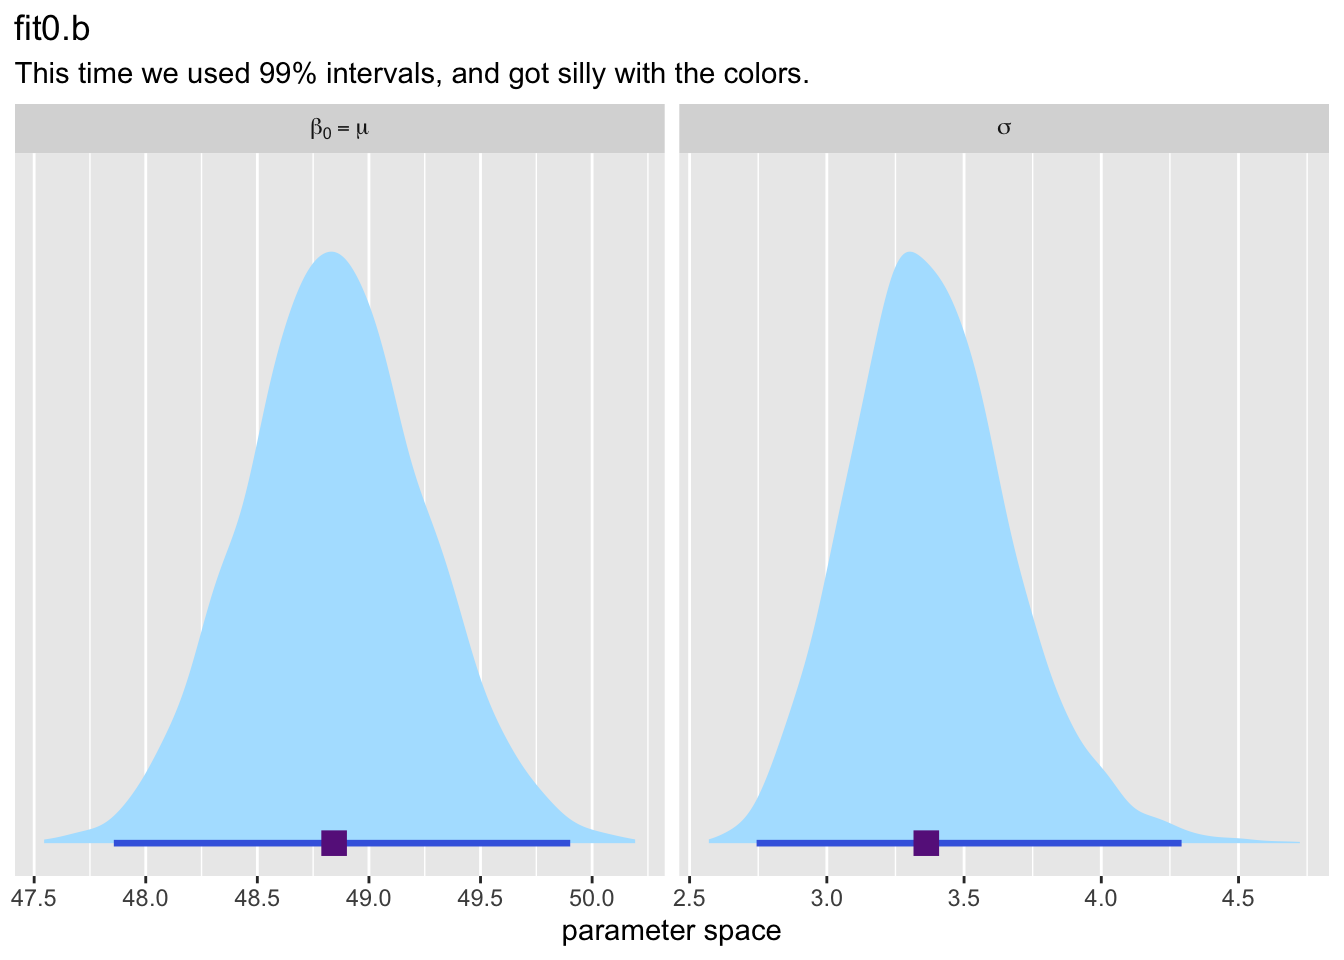 fit0.b
This time we used 99% intervals, and got silly with the colors.
β₀ = μ
σ
47.5 48.0 48.5 49.0 49.5 50.0
2.5 3.0 3.5 4.0 4.5
parameter space